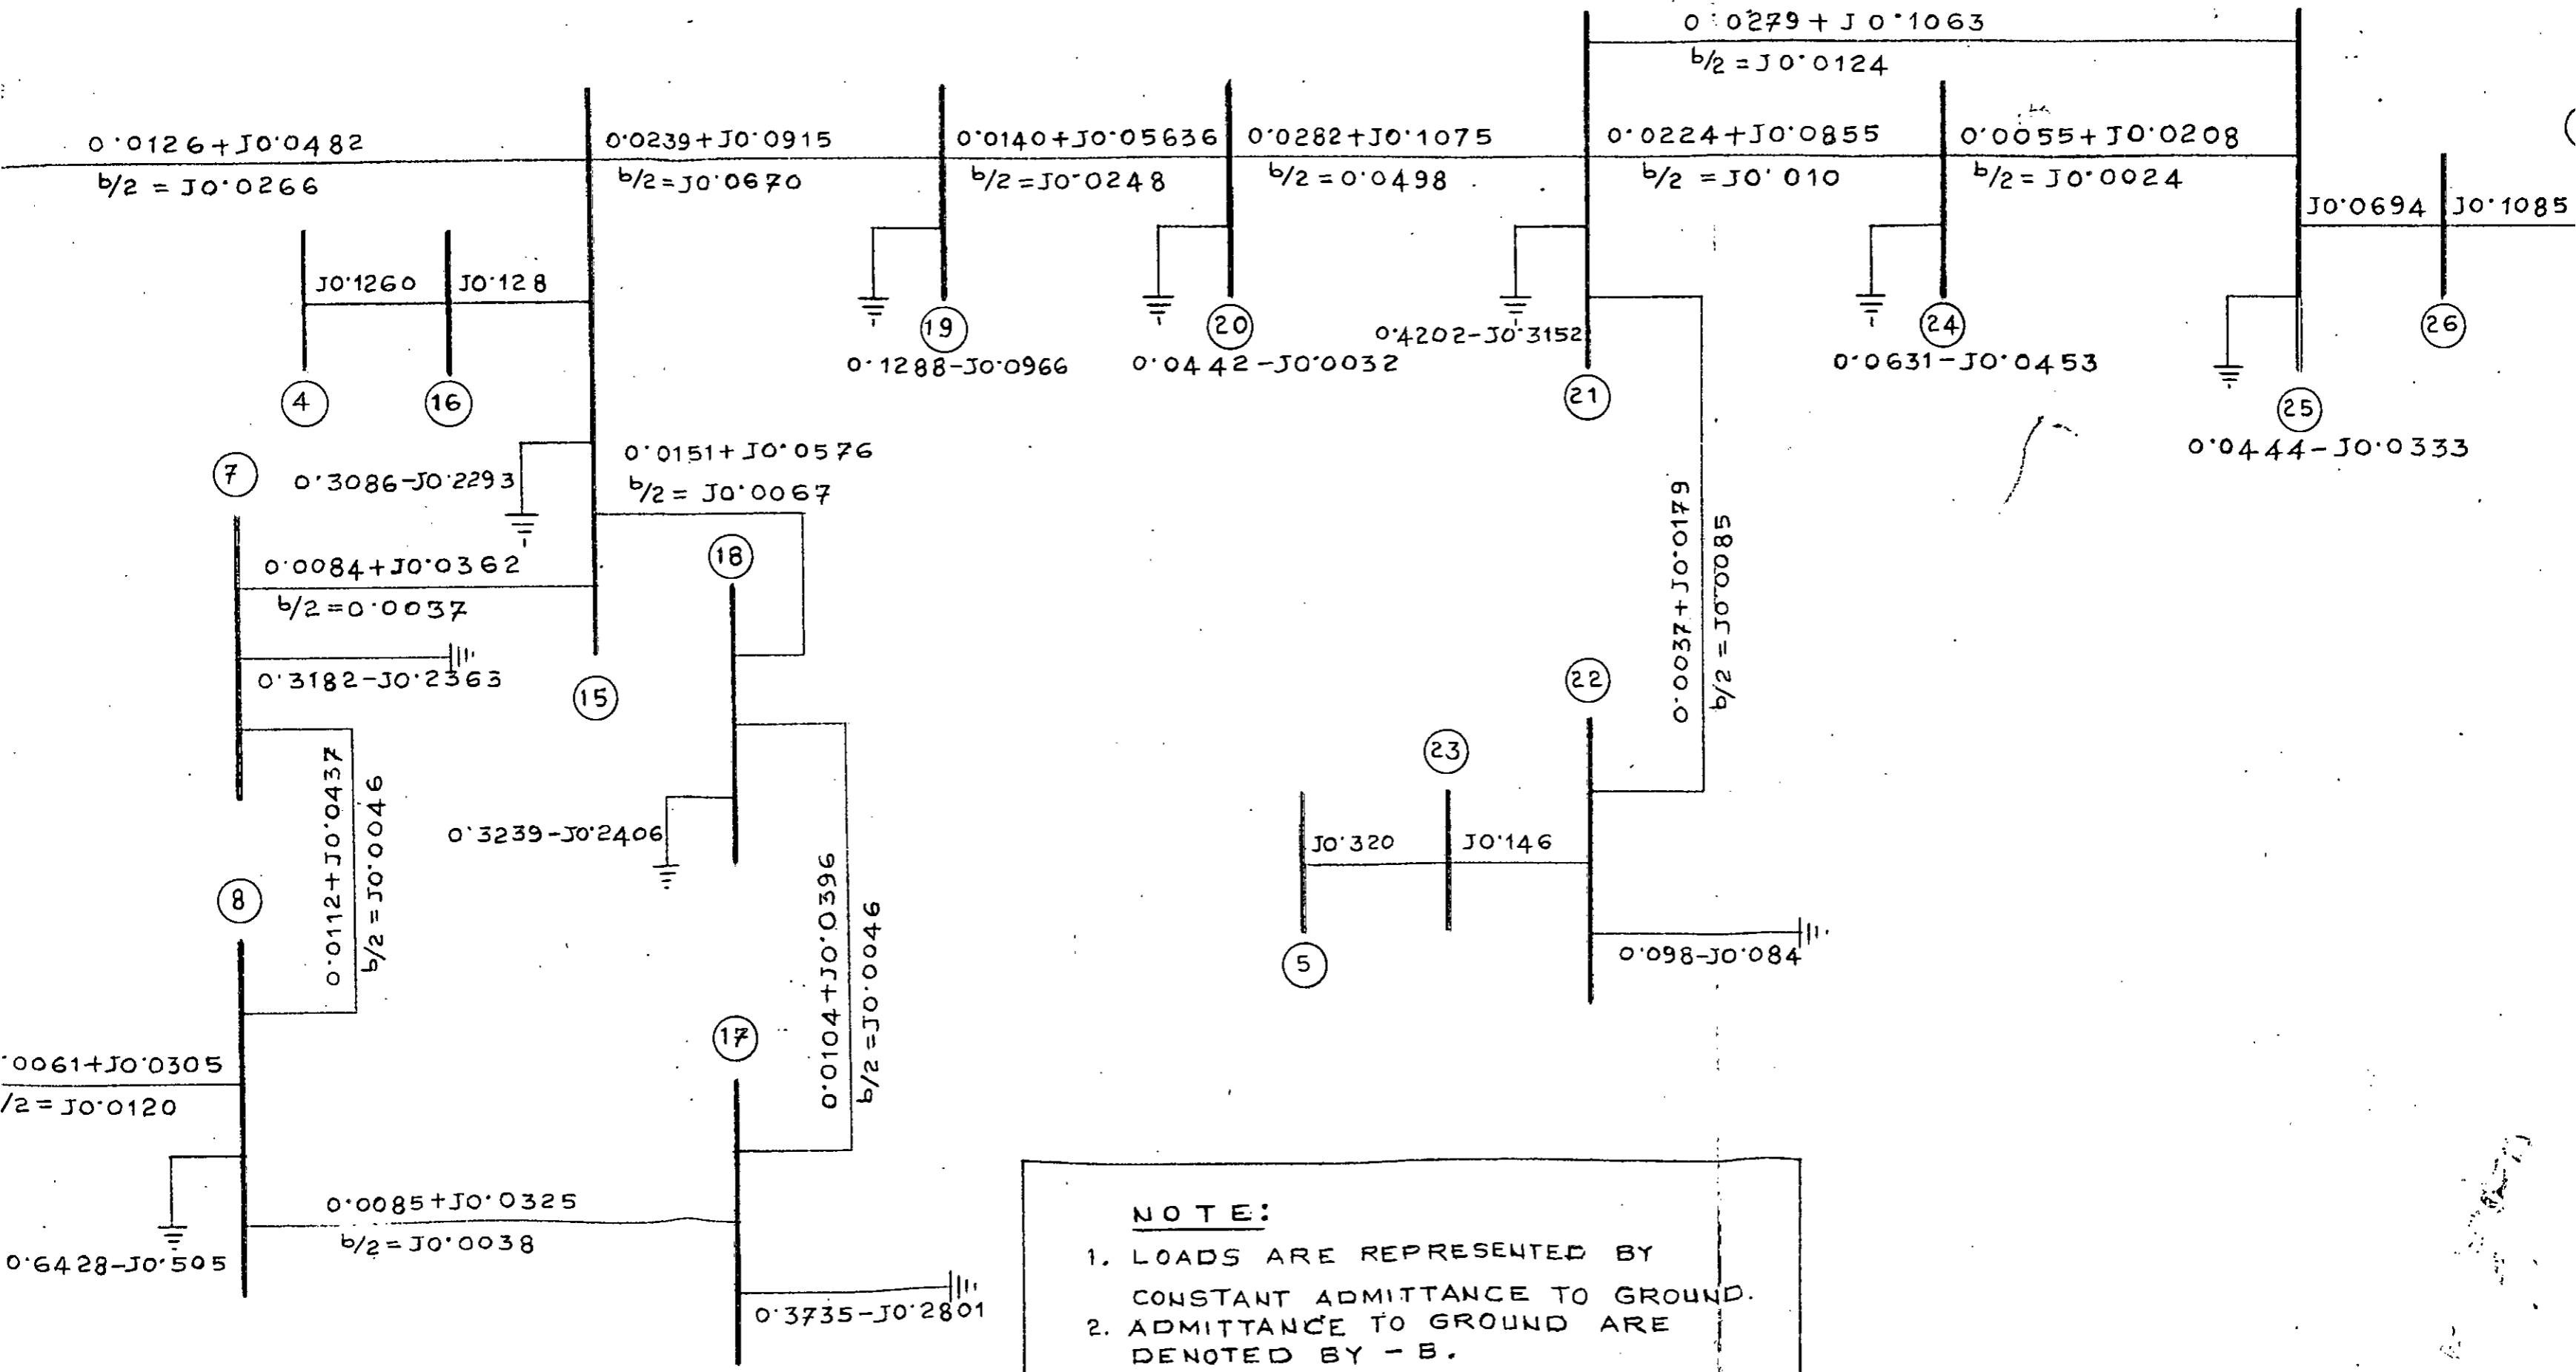 0.0279+J0.1063
b/2=J0.0124
0.0126+J0.0482
b/2=J0.0266
0.0239+J0.0915
b/2=J0.0670
0.0140+J0.05636
b/2=J0.0248
0.0282+J0.1075
b/2=0.0498
0.0224+J0.0855
b/2=J0.010
0.0055+J0.0208
b/2=J0.0024
J0.0694
J0.1085
J0.1260
J0.128
19
0.1288-J0.0966
20
0.0442-J0.0032
0.4202-J0.3152
21
24
0.0631-J0.0453
26
25
0.0444-J0.0333
4
16
7
0.3086-J0.2293
0.0151+J0.0576
b/2=J0.0067
0.0084+J0.0362
b/2=0.0037
18
0.3182-J0.2363
15
0.0037+J0.0179
b/2=J0.0085
22
23
0.0112+J0.0437
b/2=J0.0046
0.3239-J0.2406
J0.320
J0.146
8
0.0104+J0.0396
b/2=J0.0046
5
0.098-J0.084
17
.0061+J0.0305
/2=J0.0120
0.0085+J0.0325
b/2=J0.0038
0.6428-J0.505
0.3735-J0.2801
NOTE:
1. LOADS ARE REPRESENTED BY
CONSTANT ADMITTANCE TO GROUND.
2. ADMITTANCE TO GROUND ARE
DENOTED BY - B.